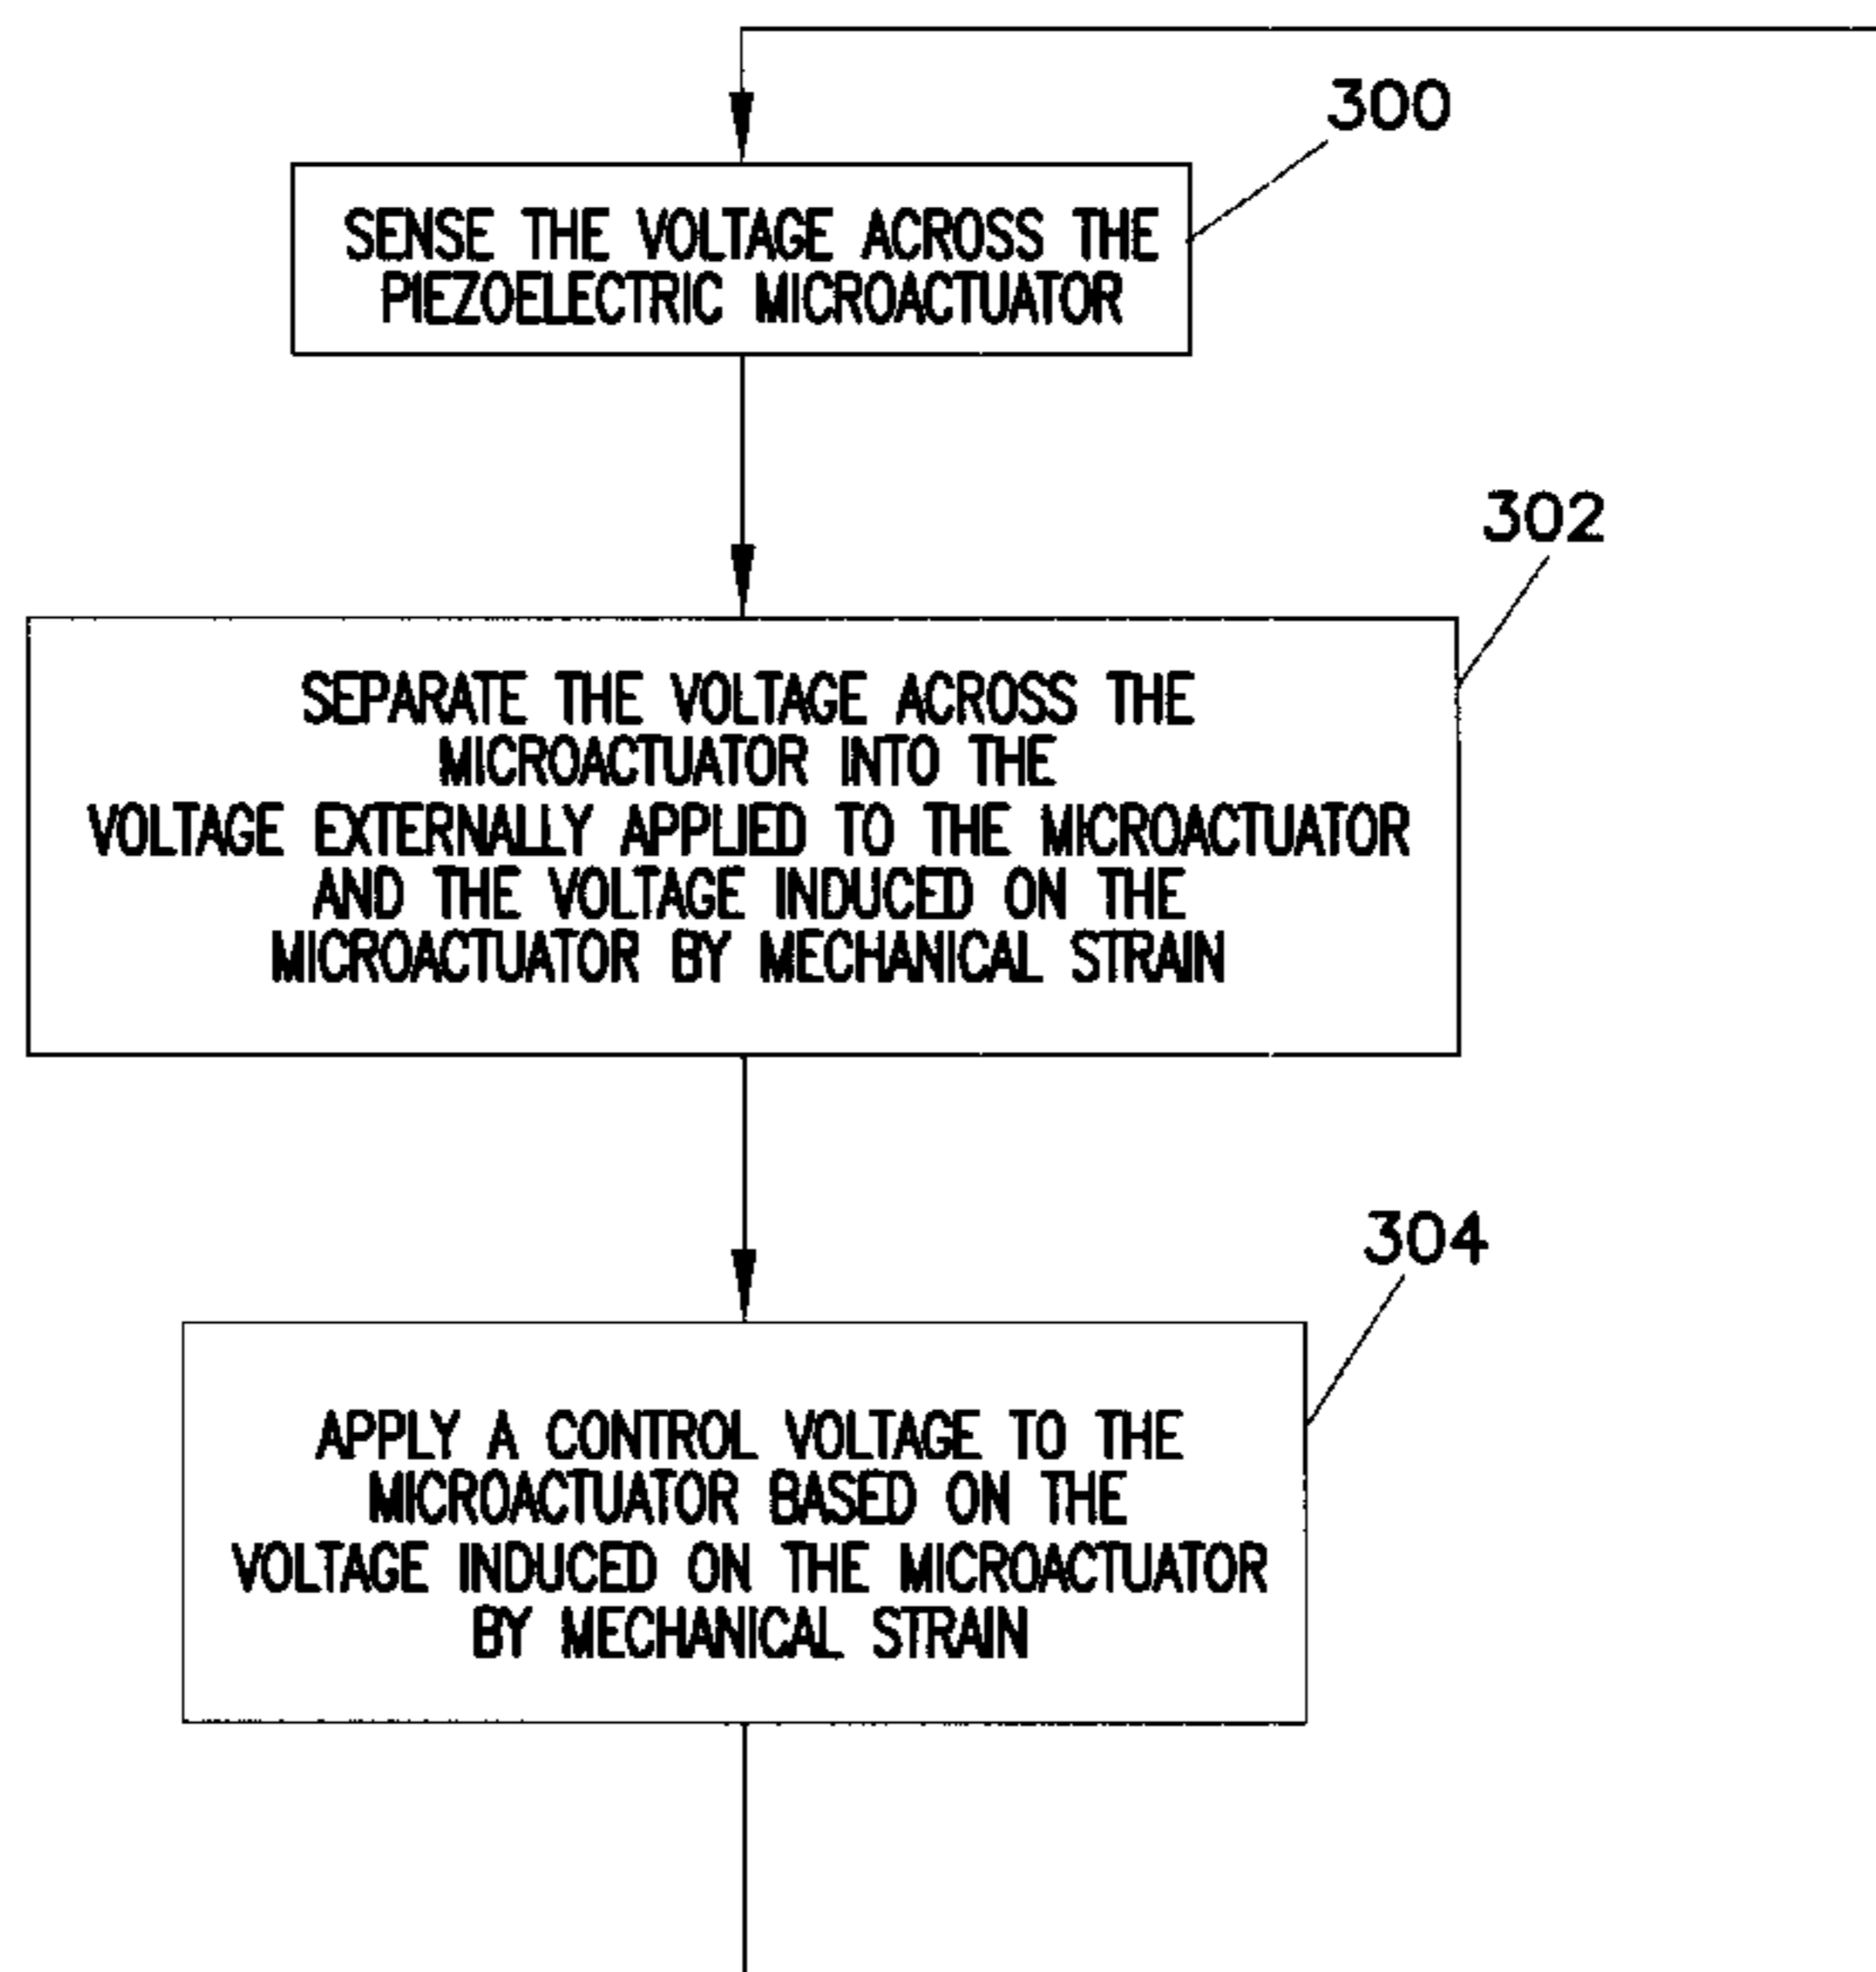 300
SENSE THE VOLTAGE ACROSS THE
PIEZOELECTRIC MICROACTUATOR
302
SEPARATE THE VOLTAGE ACROSS THE
MICROACTUATOR INTO THE
VOLTAGE EXTERNALLY APPLIED TO THE MICROACTUATOR
AND THE VOLTAGE INDUCED ON THE
MICROACTUATOR BY MECHANICAL STRAIN
304
APPLY A CONTROL VOLTAGE TO THE
MICROACTUATOR BASED ON THE
VOLTAGE INDUCED ON THE MICROACTUATOR
BY MECHANICAL STRAIN